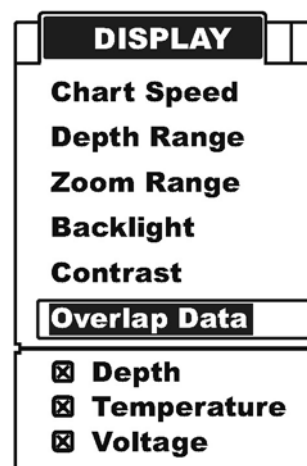 DISPLAY
Chart Speed
Depth Range
Zoom Range
Backlight
Contrast
Overlap Data
☒ Depth
☒ Temperature
☒ Voltage